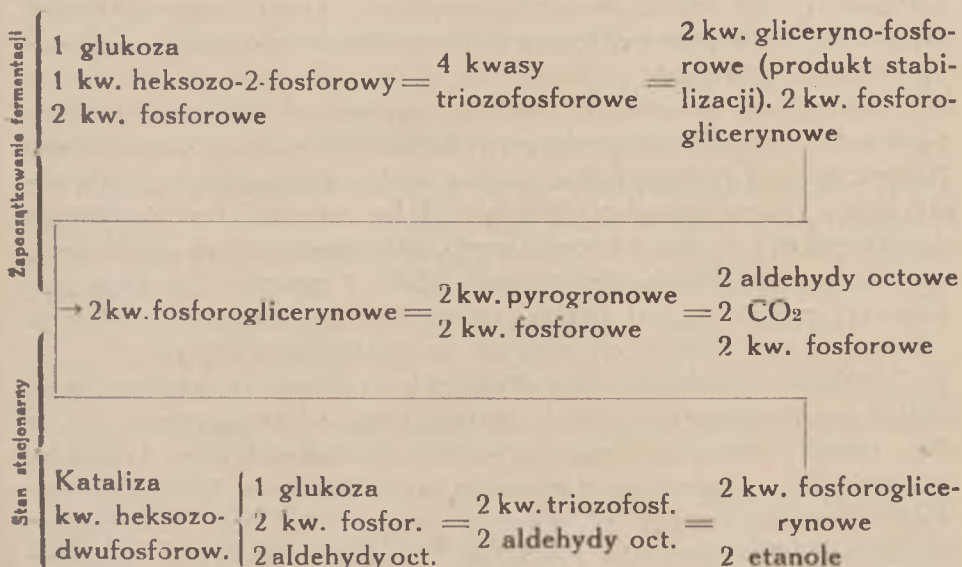 Zapoczątkowanie fermentacji
1 glukoza
1 kw. heksozo-2-fosforowy =
2 kw. fosforowe
4 kwasy
triozofosforowe
=
2 kw. gliceryno-fosfo-
rowe (produkt stabi-
lizacji). 2 kw. fosforo-
glicerynowe
→ 2 kw. fosforoglicerynowe =
2 kw. pyrogronowe
2 kw. fosforowe
=
2 aldehydy octowe
2 CO₂
2 kw. fosforowe
Stan stacjonarny
Kataliza
kw. heksozo-
dwufosforow.
1 glukoza
2 kw. fosfor.
2 aldehydy oct.
=
2 kw. triozofosf.
2 aldehydy oct.
=
2 kw. fosforoglice-
rynowe
2 etanole